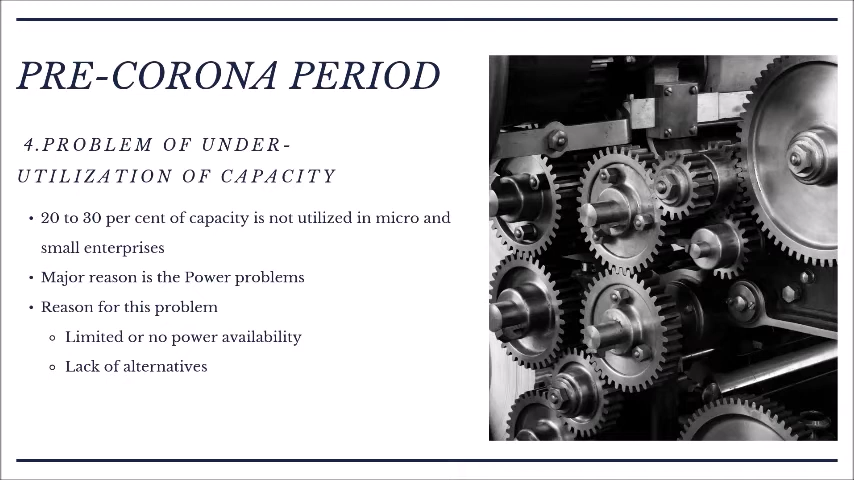 PRE-CORONA PERIOD
4.PROBLEM OF UNDER-
UTILIZATION OF CAPACITY
• 20 to 30 per cent of capacity is not utilized in micro and
small enterprises
• Major reason is the Power problems
• Reason for this problem
◦ Limited or no power availability
◦ Lack of alternatives